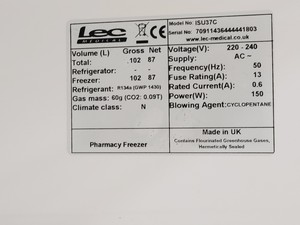 Lec
MEDICAL
Model No: ISU37C
Serial No: 70911436444441803
www.lec-medical.co.uk
Volume (L) Gross Net
Total: 102 87
Refrigerator: - -
Freezer: 102 87
Refrigerant: R134a (GWP 1430)
Gas mass: 60g (CO2: 0.09T)
Climate class: N
Voltage(V): 220 - 240
Supply: AC ~
Frequency(Hz): 50
Fuse Rating(A): 13
Rated Current(A): 0.6
Power(W): 150
Blowing Agent: CYCLOPENTANE
Pharmacy Freezer
Made in UK
Contains Flourinated Greenhouse Gases,
Hermetically Sealed